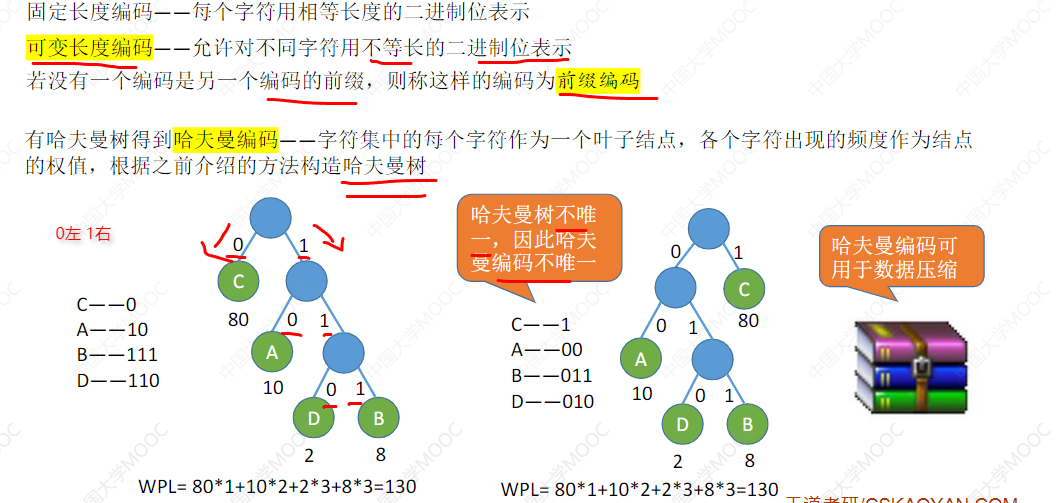 固定长度编码——每个字符用相等长度的二进制位表示
可变长度编码——允许对不同字符用不等长的二进制位表示
若没有一个编码是另一个编码的前缀，则称这样的编码为前缀编码
有哈夫曼树得到哈夫曼编码——字符集中的每个字符作为一个叶子结点，各个字符出现的频度作为结点
的权值，根据之前介绍的方法构造哈夫曼树
0左 1右
0
1
C
80
0
1
A
10
0
1
D
B
2
8
C——0
A——10
B——111
D——110
WPL= 80*1+10*2+2*3+8*3=130
哈夫曼树不唯
一，因此哈夫
曼编码不唯一
C——1
A——00
B——011
D——010
0
1
C
80
0
1
A
10
0
1
D
B
2
8
WPL= 80*1+10*2+2*3+8*3=130
哈夫曼编码可
用于数据压缩
王道考研/CSKAOYAN.COM
中国大学MOOC